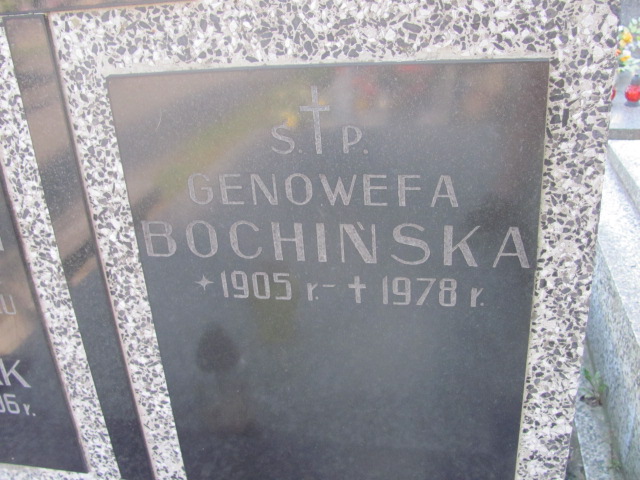 S. P.
GENOWEFA
BOCHIŃSKA
* 1905 r. - † 1978 r.